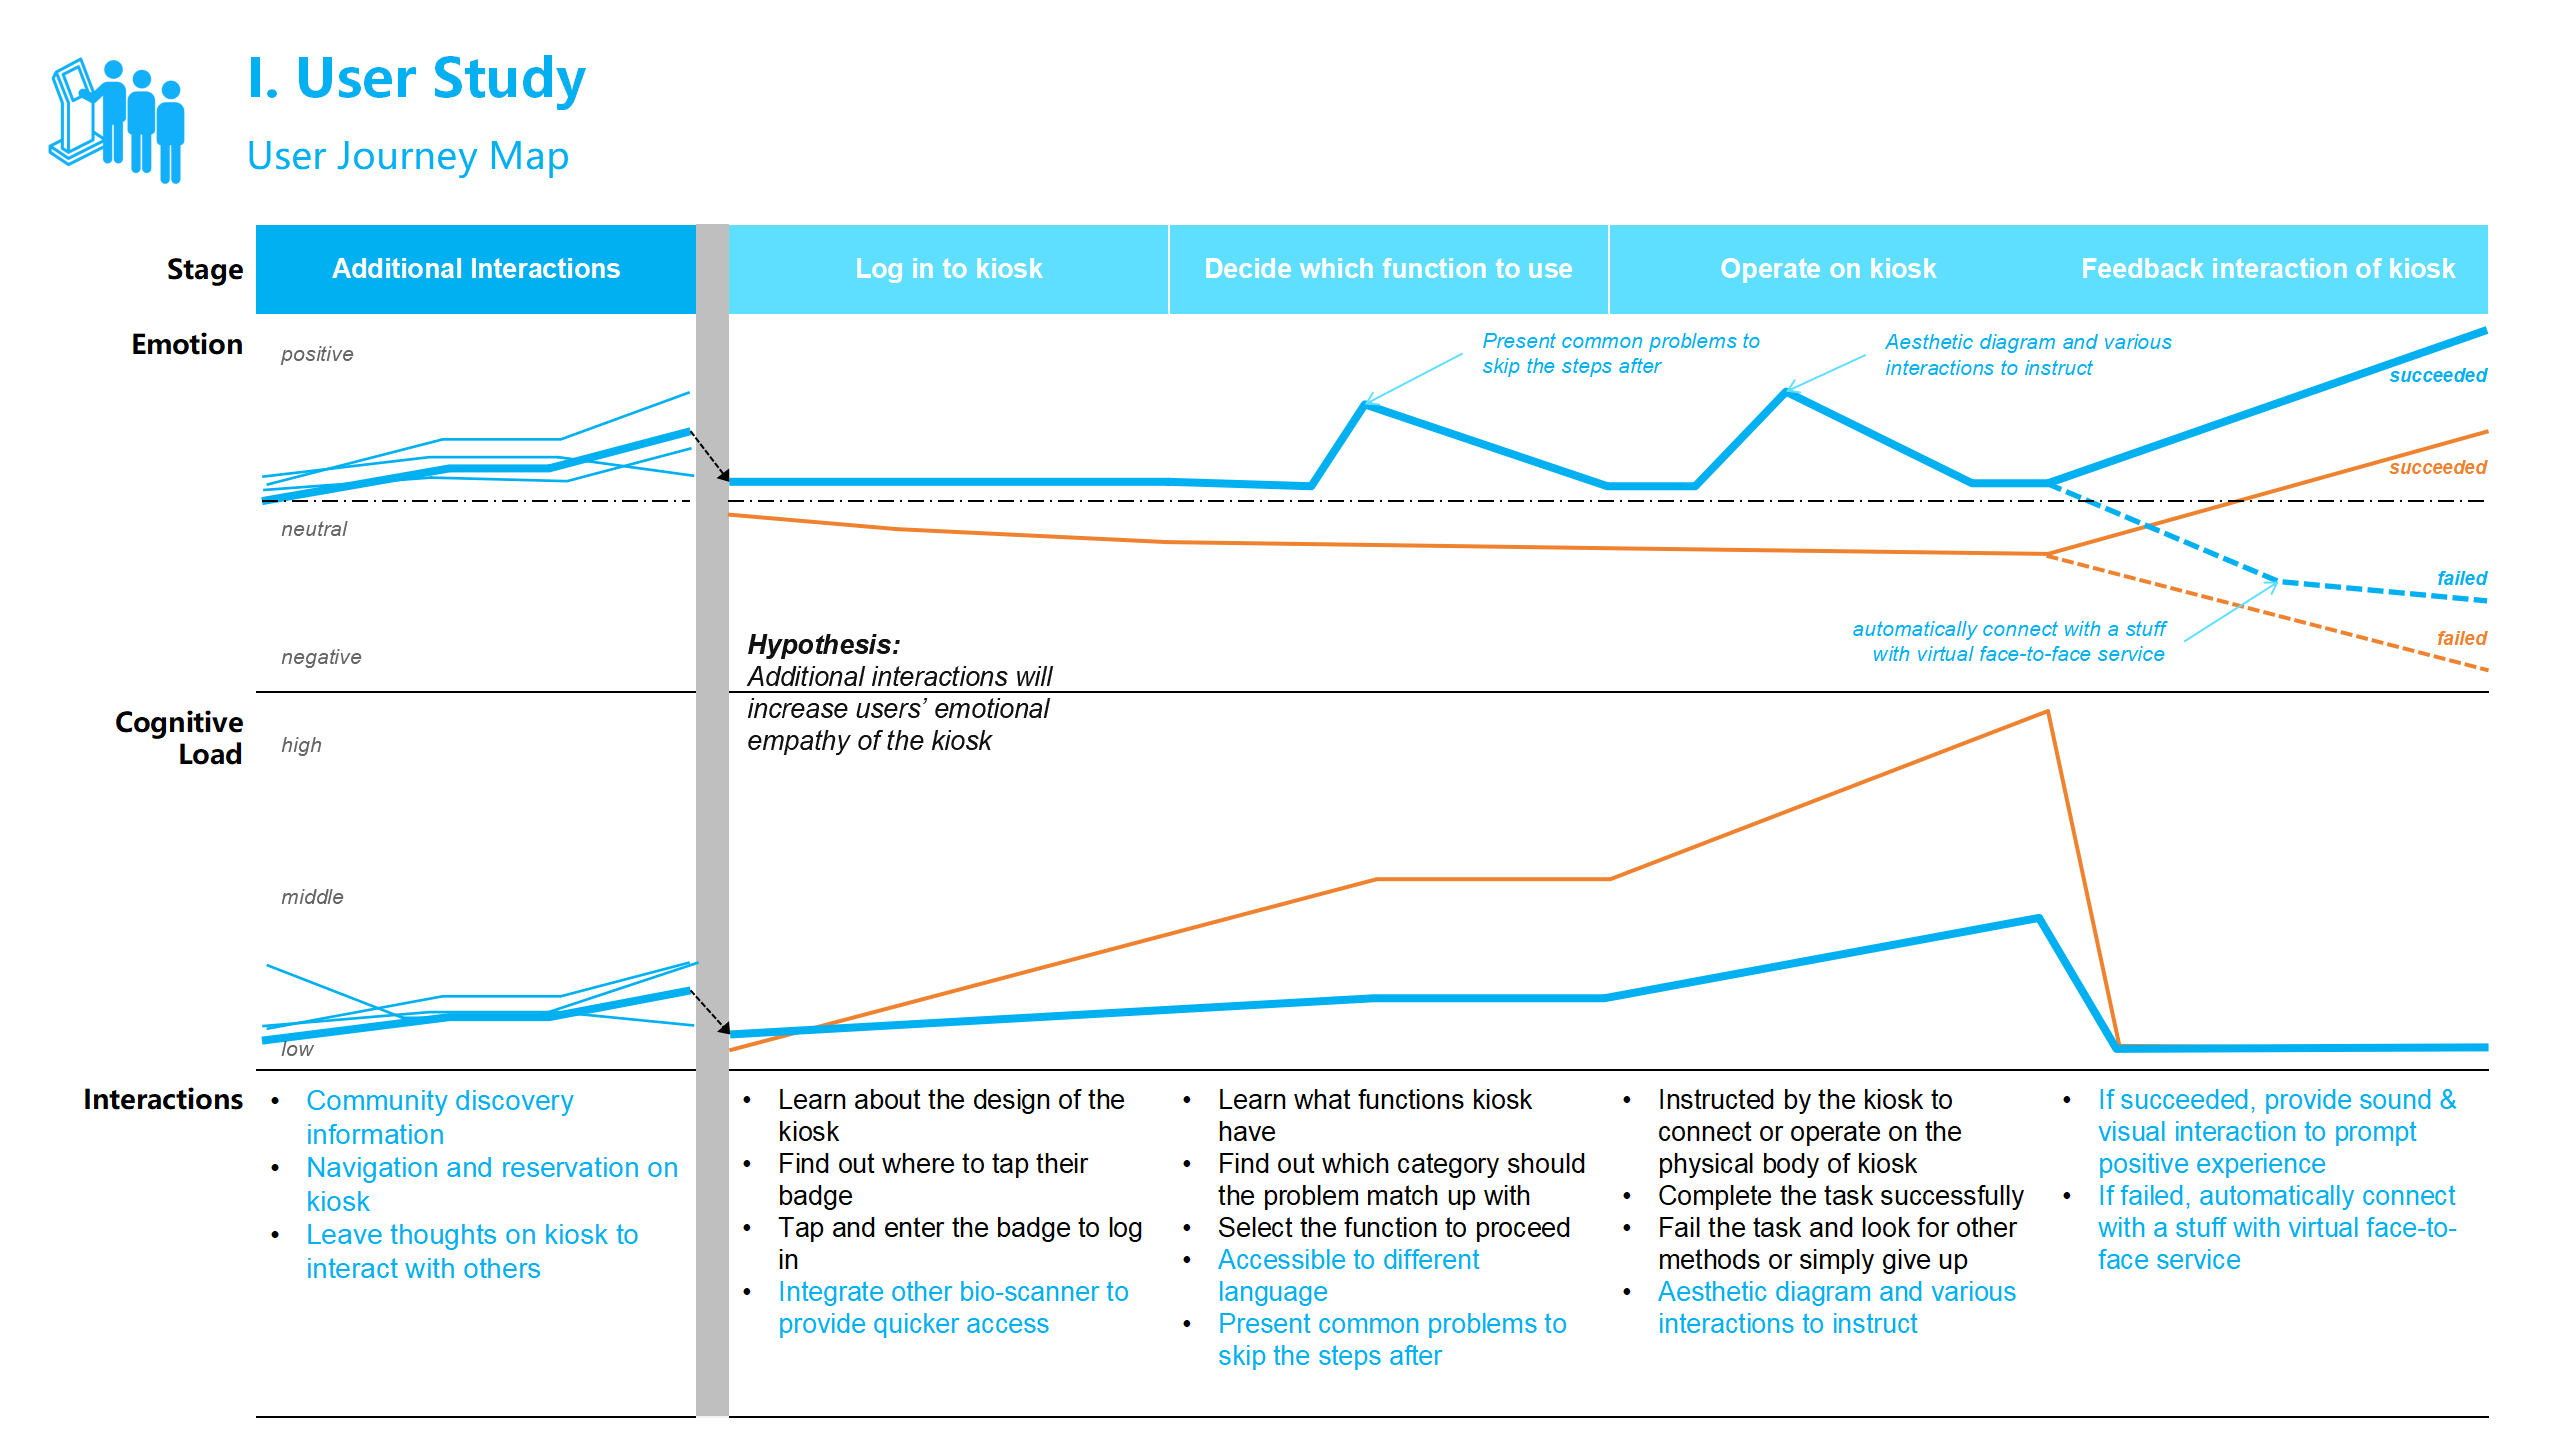 I. User Study
User Journey Map
Stage
Additional Interactions
Log in to kiosk
Decide which function to use
Operate on kiosk
Feedback interaction of kiosk
Emotion
positive
neutral
negative
Present common problems to
skip the steps after
Aesthetic diagram and various
interactions to instruct
succeeded
succeeded
failed
failed
automatically connect with a stuff
with virtual face-to-face service
Hypothesis:
Additional interactions will
increase users’ emotional
empathy of the kiosk
Cognitive
Load
high
middle
low
Interactions
• Community discovery
information
• Navigation and reservation on
kiosk
• Leave thoughts on kiosk to
interact with others
• Learn about the design of the
kiosk
• Find out where to tap their
badge
• Tap and enter the badge to log
in
• Integrate other bio-scanner to
provide quicker access
• Learn what functions kiosk
have
• Find out which category should
the problem match up with
• Select the function to proceed
• Accessible to different
language
• Present common problems to
skip the steps after
• Instructed by the kiosk to
connect or operate on the
physical body of kiosk
• Complete the task successfully
• Fail the task and look for other
methods or simply give up
• Aesthetic diagram and various
interactions to instruct
• If succeeded, provide sound &
visual interaction to prompt
positive experience
• If failed, automatically connect
with a stuff with virtual face-to-
face service